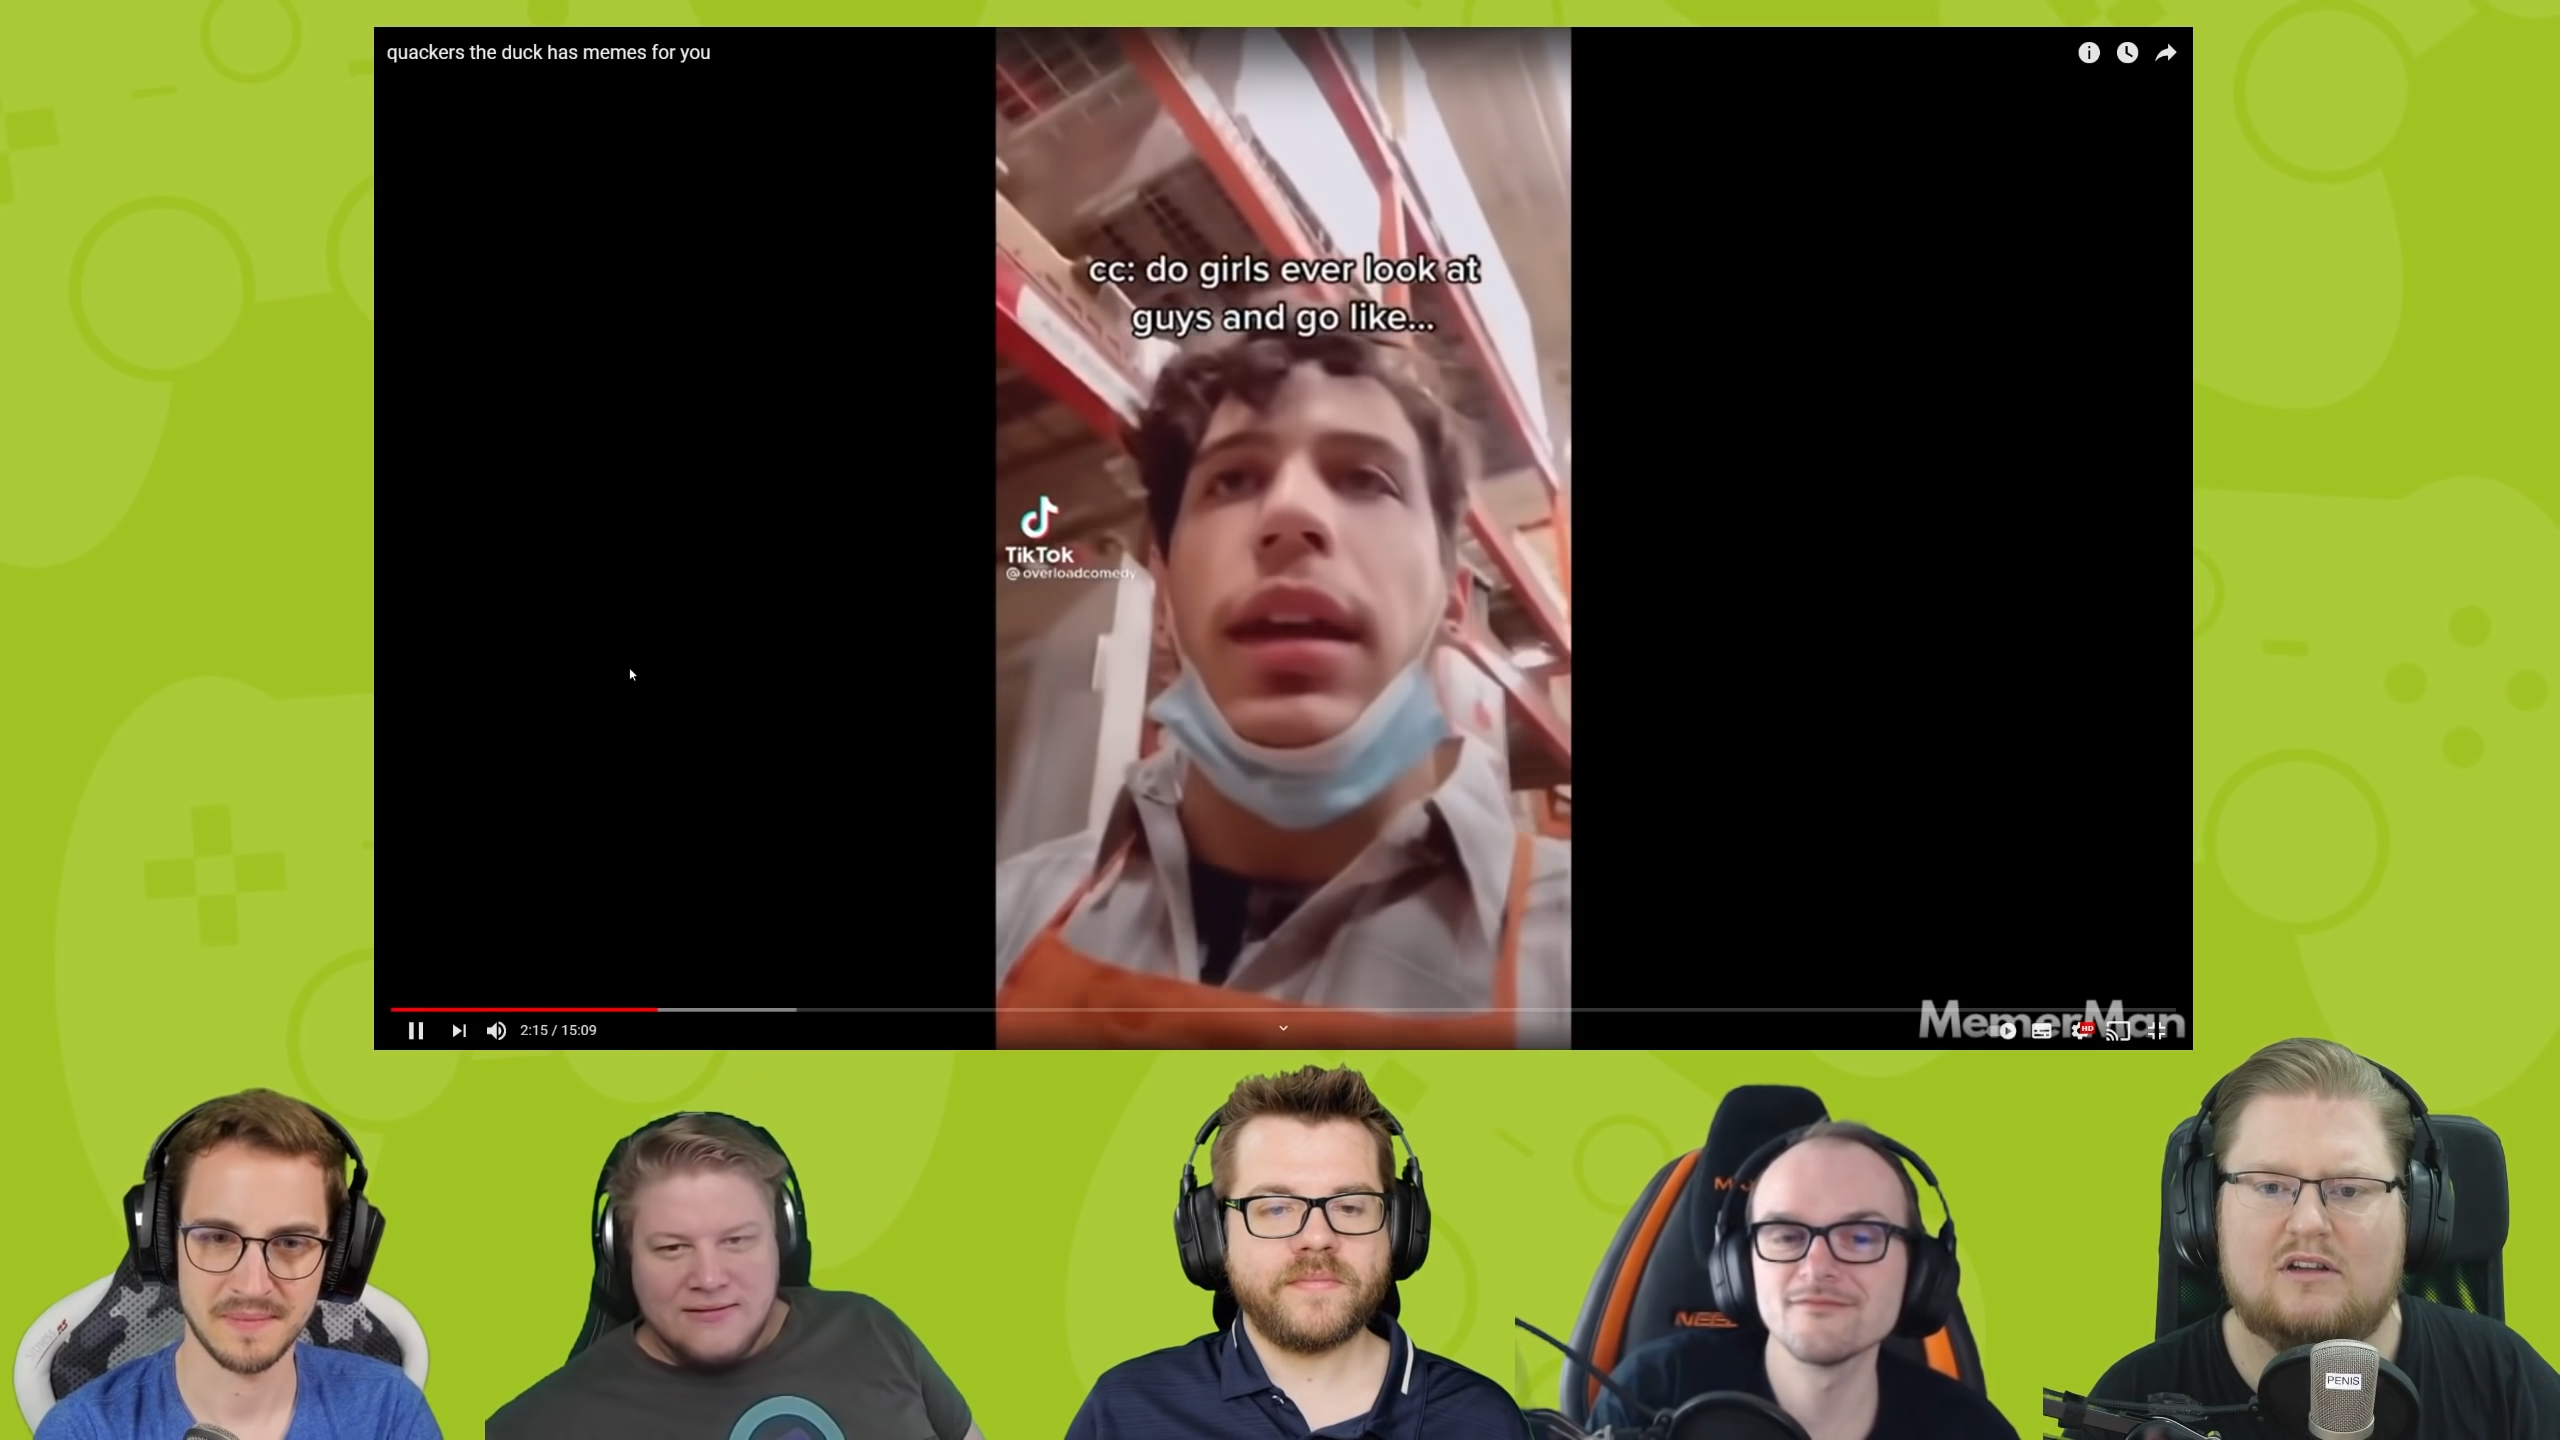 quackers the duck has memes for you
cc: do girls ever look at
guys and go like...
TikTok
@overloadcomedy
2:15 / 15:09
HD
MemerMan
PENIS